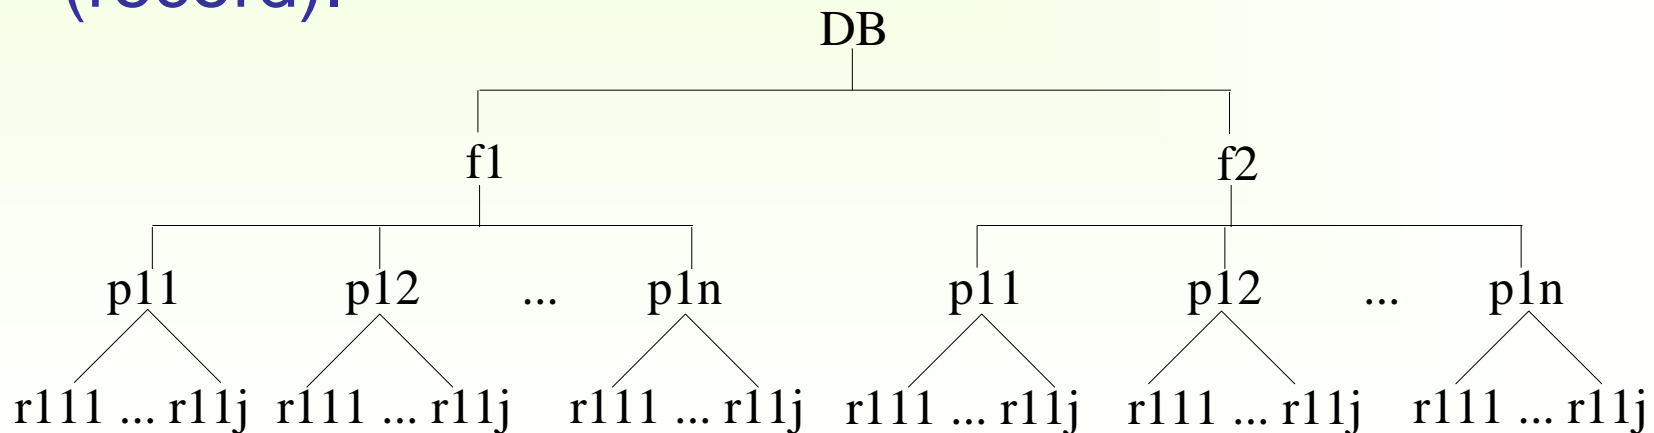 (record).
DB
f1 f2
p11 p12 ... p1n p11 p12 ... p1n
r111 ... r11j r111 ... r11j r111 ... r11j r111 ... r11j r111 ... r11j r111 ... r11j